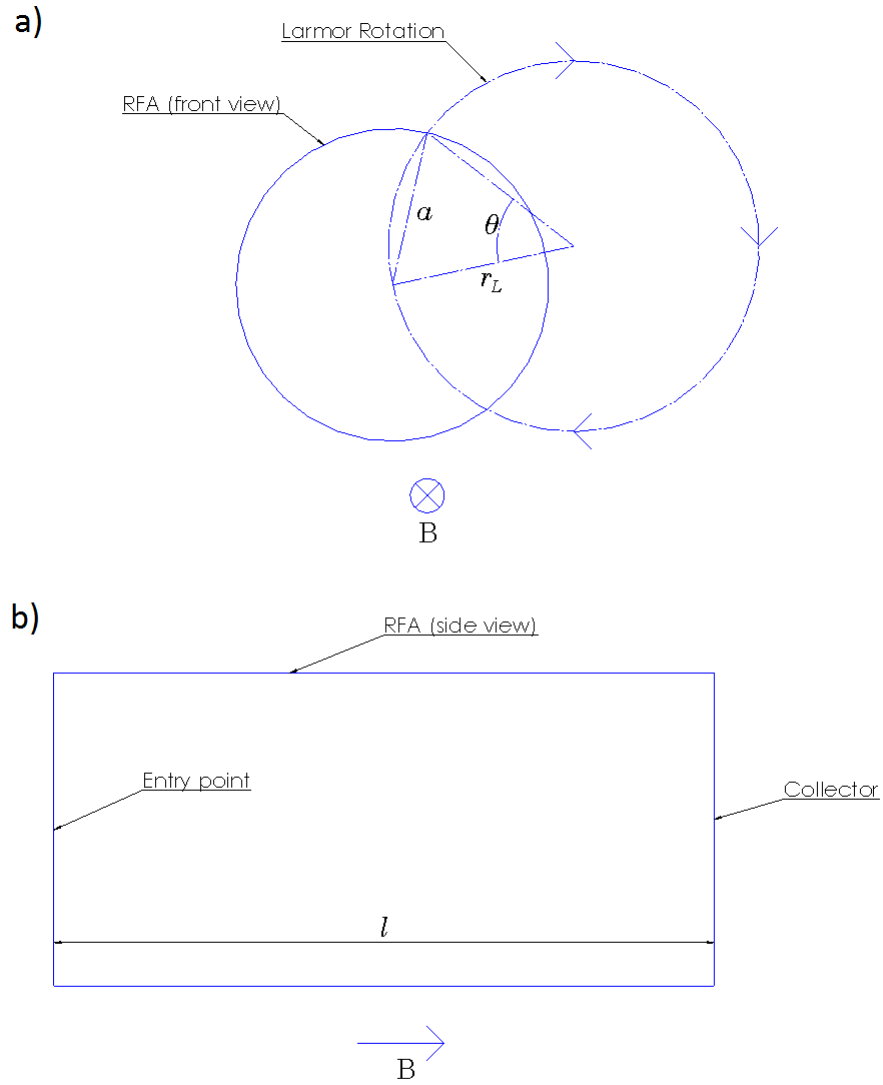 a)
Larmor Rotation
RFA (front view)
a
θ
r_L
B
b)
RFA (side view)
Entry point
Collector
l
B